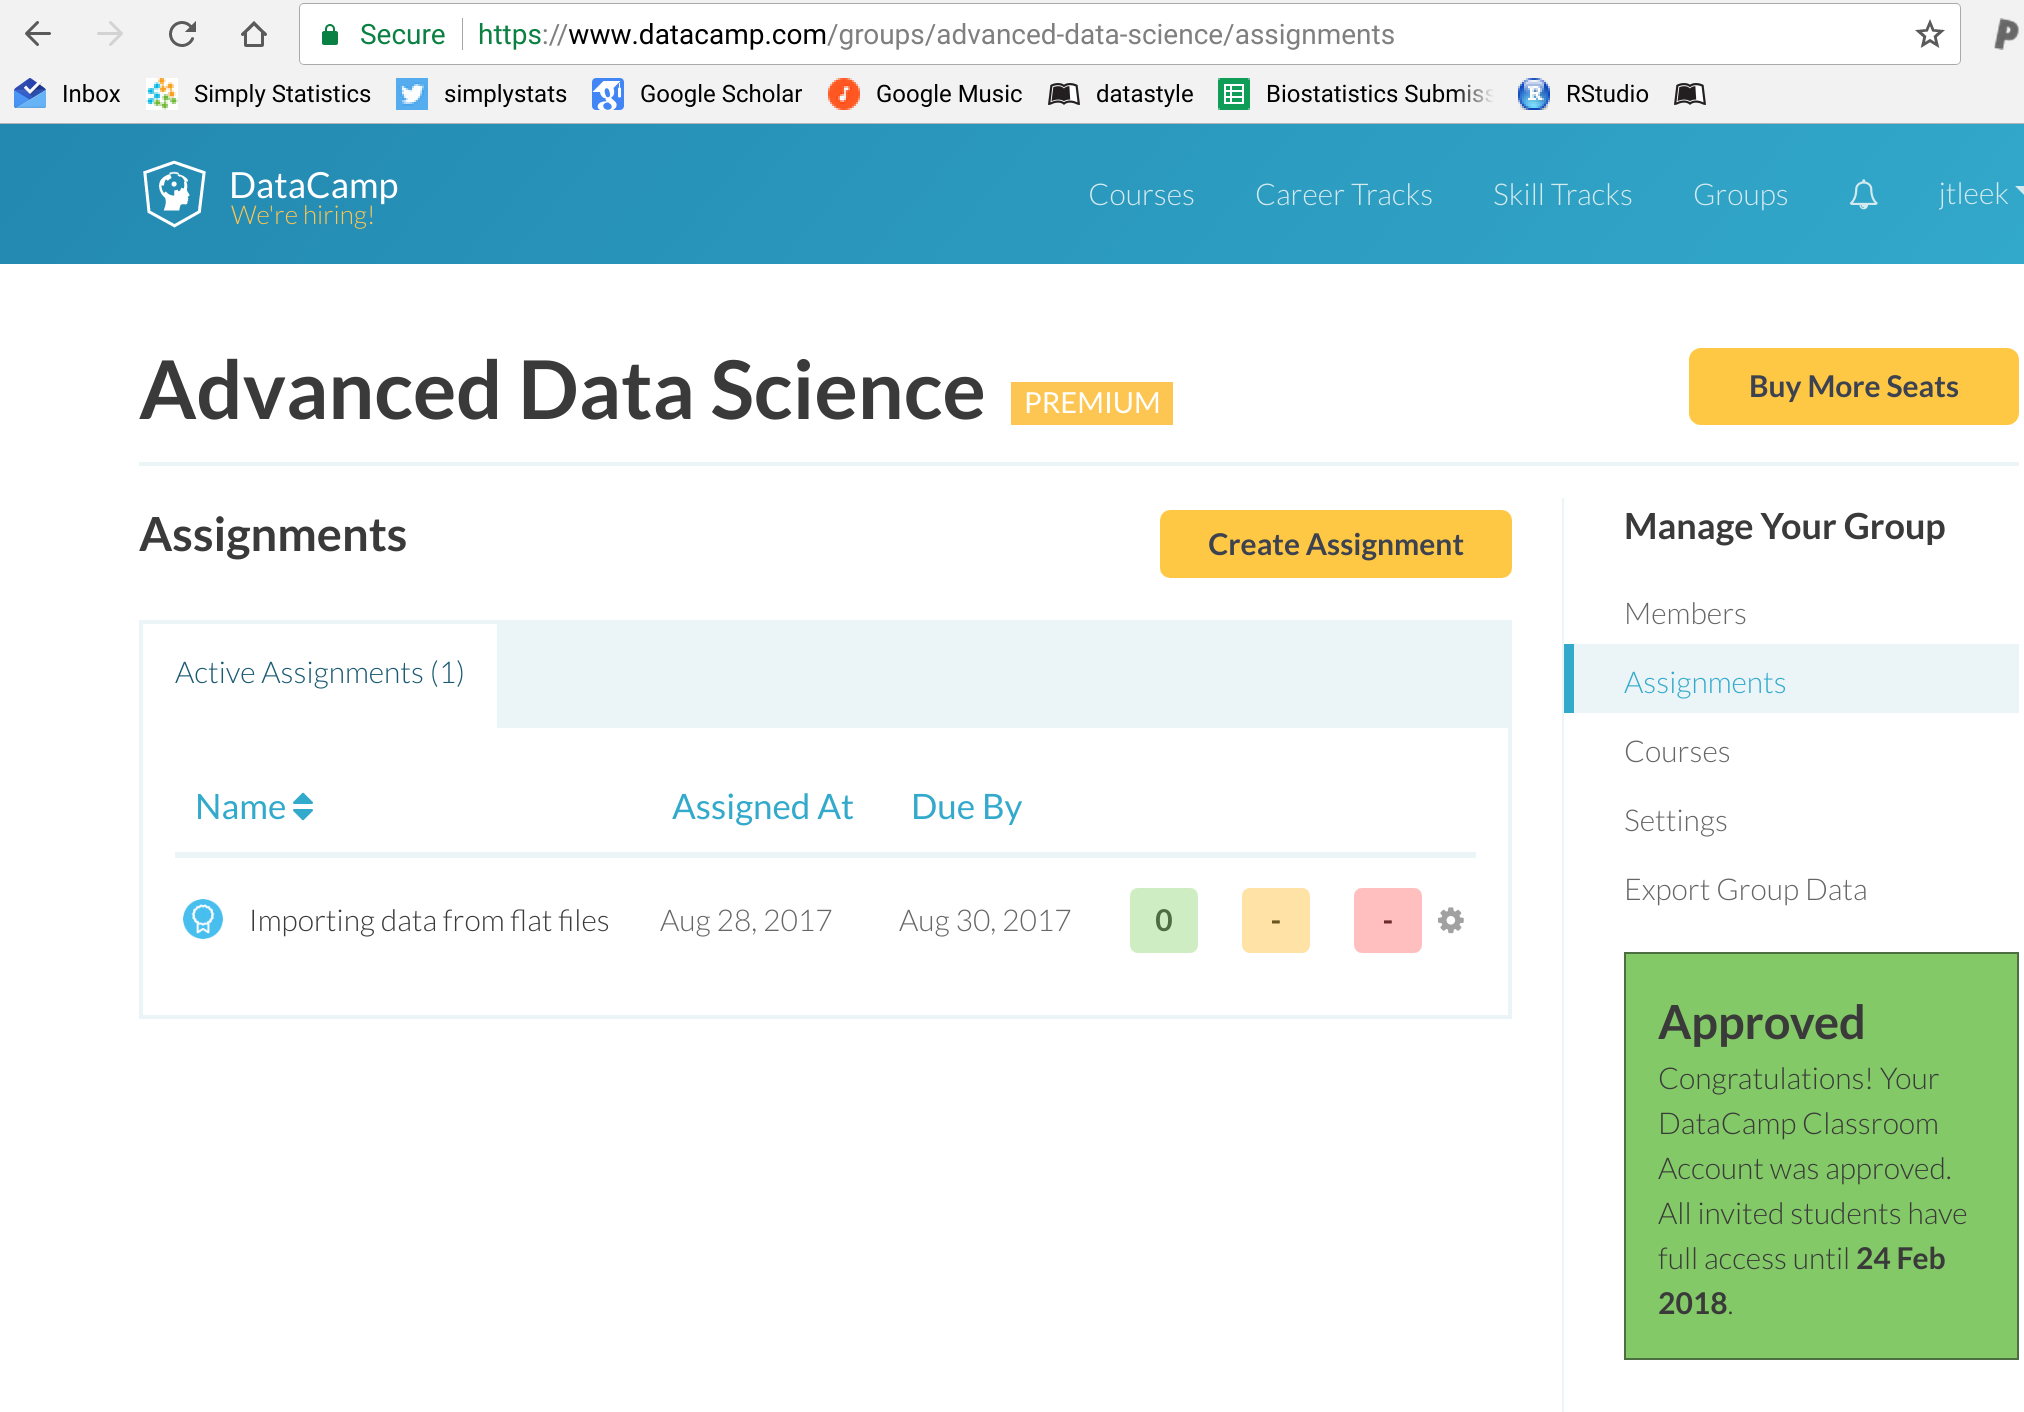 Secure https://www.datacamp.com/groups/advanced-data-science/assignments
Inbox Simply Statistics simplystats Google Scholar Google Music datastyle Biostatistics Submiss RStudio
DataCamp
We're hiring!
Courses Career Tracks Skill Tracks Groups jtleek
Advanced Data Science PREMIUM
Buy More Seats
Assignments
Create Assignment
Active Assignments (1)
Name Assigned At Due By
Importing data from flat files Aug 28, 2017 Aug 30, 2017 0 - -
Manage Your Group
Members
Assignments
Courses
Settings
Export Group Data
Approved
Congratulations! Your
DataCamp Classroom
Account was approved.
All invited students have
full access until 24 Feb
2018.